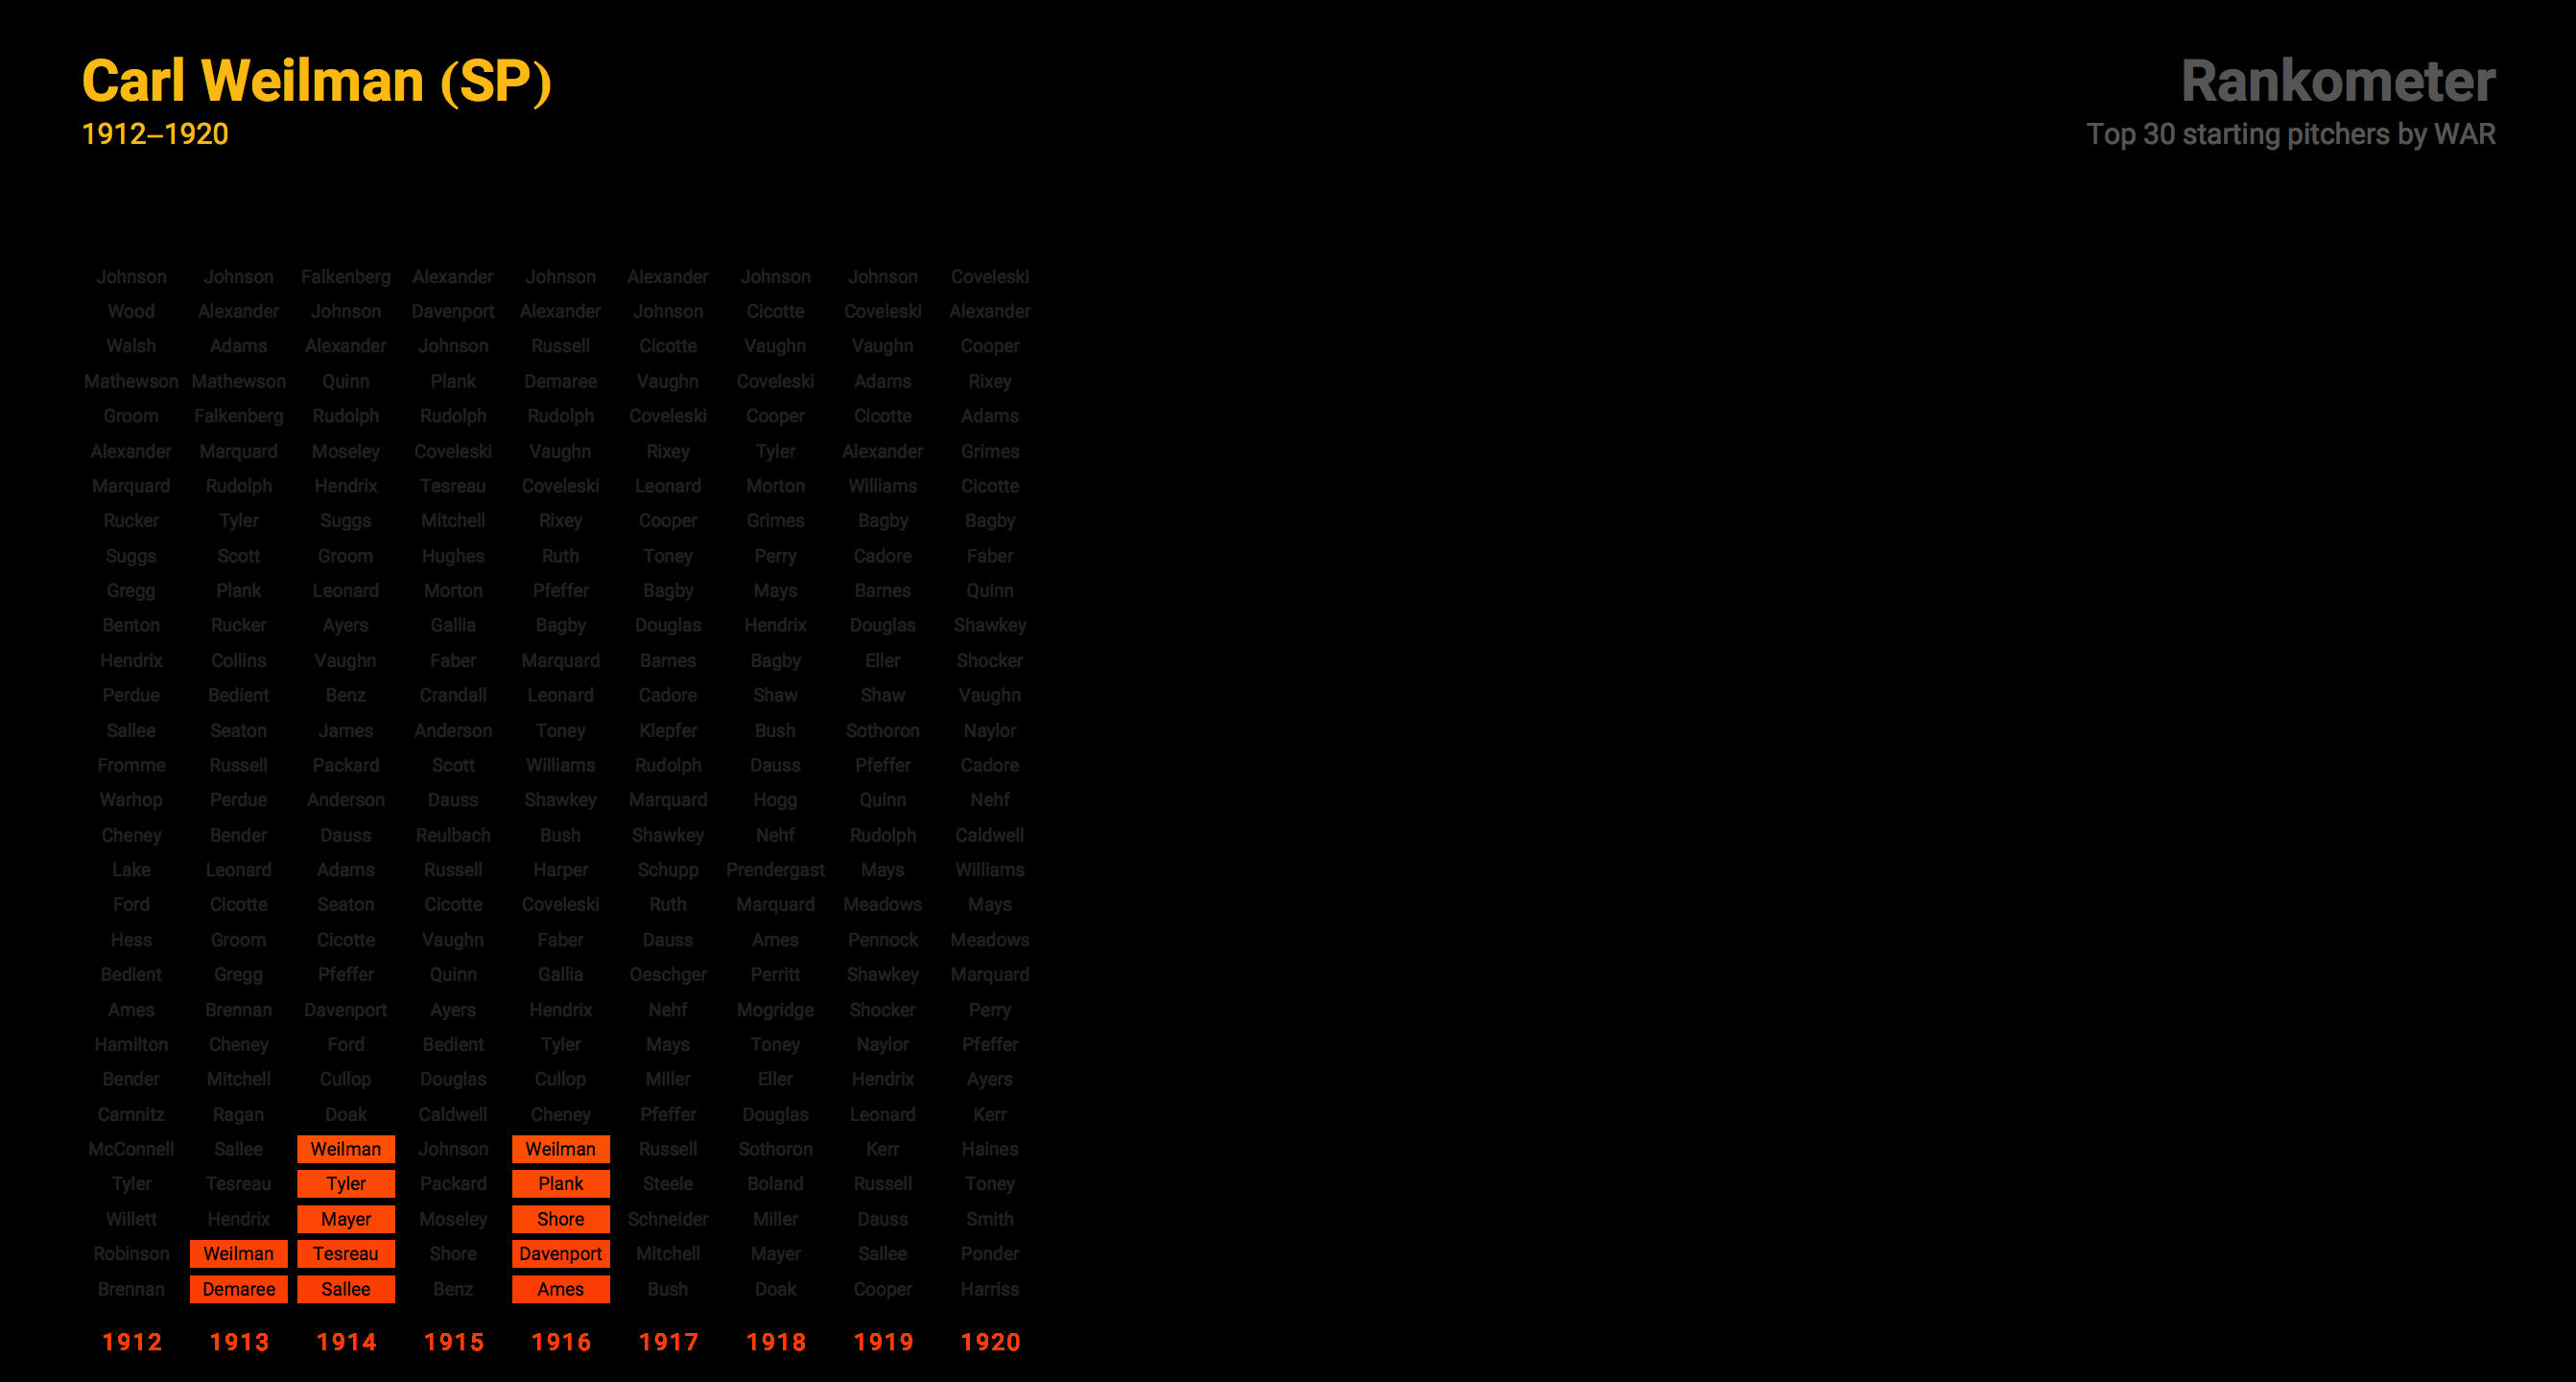 Carl Weilman (SP)
1912–1920
Rankometer
Top 30 starting pitchers by WAR
Johnson Johnson Falkenberg Alexander Johnson Alexander Johnson Johnson Coveleski
Wood Alexander Johnson Davenport Alexander Johnson Cicotte Coveleski Alexander
Walsh Adams Alexander Johnson Russell Cicotte Vaughn Vaughn Cooper
Mathewson Mathewson Quinn Plank Demaree Vaughn Coveleski Adams Rixey
Groom Falkenberg Rudolph Rudolph Rudolph Coveleski Cooper Cicotte Adams
Alexander Marquard Moseley Coveleski Vaughn Rixey Tyler Alexander Grimes
Marquard Rudolph Hendrix Tesreau Coveleski Leonard Morton Williams Cicotte
Rucker Tyler Suggs Mitchell Rixey Cooper Grimes Bagby Bagby
Suggs Scott Groom Hughes Ruth Toney Perry Cadore Faber
Gregg Plank Leonard Morton Pfeffer Bagby Mays Barnes Quinn
Benton Rucker Ayers Gallia Bagby Douglas Hendrix Douglas Shawkey
Hendrix Collins Vaughn Faber Marquard Barnes Bagby Eller Shocker
Perdue Bedient Benz Crandall Leonard Cadore Shaw Shaw Vaughn
Sallee Seaton James Anderson Toney Klepfer Bush Sothoron Naylor
Fromme Russell Packard Scott Williams Rudolph Dauss Pfeffer Cadore
Warhop Perdue Anderson Dauss Shawkey Marquard Hogg Quinn Nehf
Cheney Bender Dauss Reulbach Bush Shawkey Nehf Rudolph Caldwell
Lake Leonard Adams Russell Harper Schupp Prendergast Mays Williams
Ford Cicotte Seaton Cicotte Coveleski Ruth Marquard Meadows Mays
Hess Groom Cicotte Vaughn Faber Dauss Ames Pennock Meadows
Bedient Gregg Pfeffer Quinn Gallia Oeschger Perritt Shawkey Marquard
Ames Brennan Davenport Ayers Hendrix Nehf Mogridge Shocker Perry
Hamilton Cheney Ford Bedient Tyler Mays Toney Naylor Pfeffer
Bender Mitchell Cullop Douglas Cullop Miller Eller Hendrix Ayers
Camnitz Ragan Doak Caldwell Cheney Pfeffer Douglas Leonard Kerr
McConnell Sallee Weilman Johnson Weilman Russell Sothoron Kerr Haines
Tyler Tesreau Tyler Packard Plank Steele Boland Russell Toney
Willett Hendrix Mayer Moseley Shore Schneider Miller Dauss Smith
Robinson Weilman Tesreau Shore Davenport Mitchell Mayer Sallee Ponder
Brennan Demaree Sallee Benz Ames Bush Doak Cooper Harriss
1912 1913 1914 1915 1916 1917 1918 1919 1920